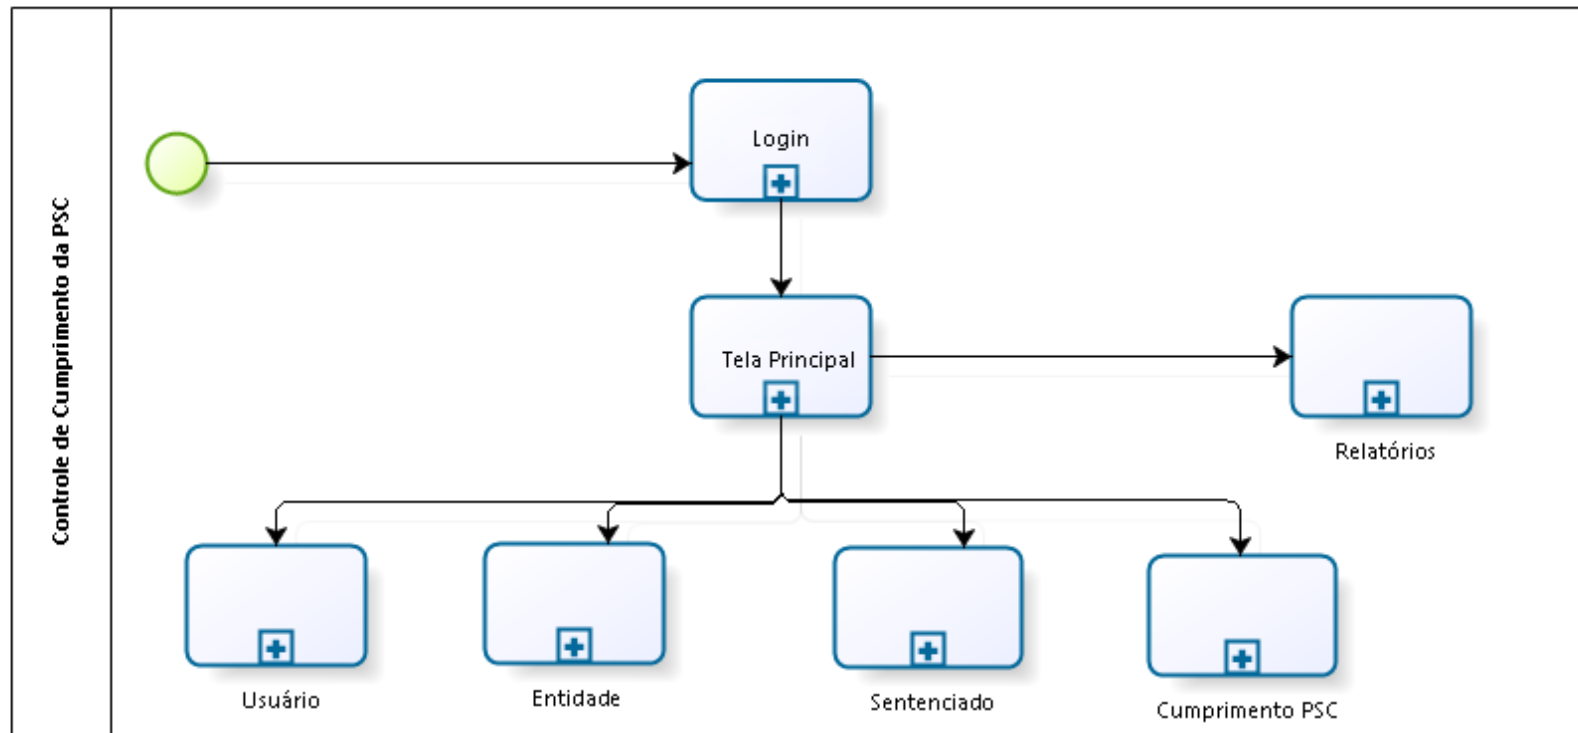 Controle de Cumprimento da PSC
Login
Tela Principal
Relatórios
Usuário
Entidade
Sentenciado
Cumprimento PSC